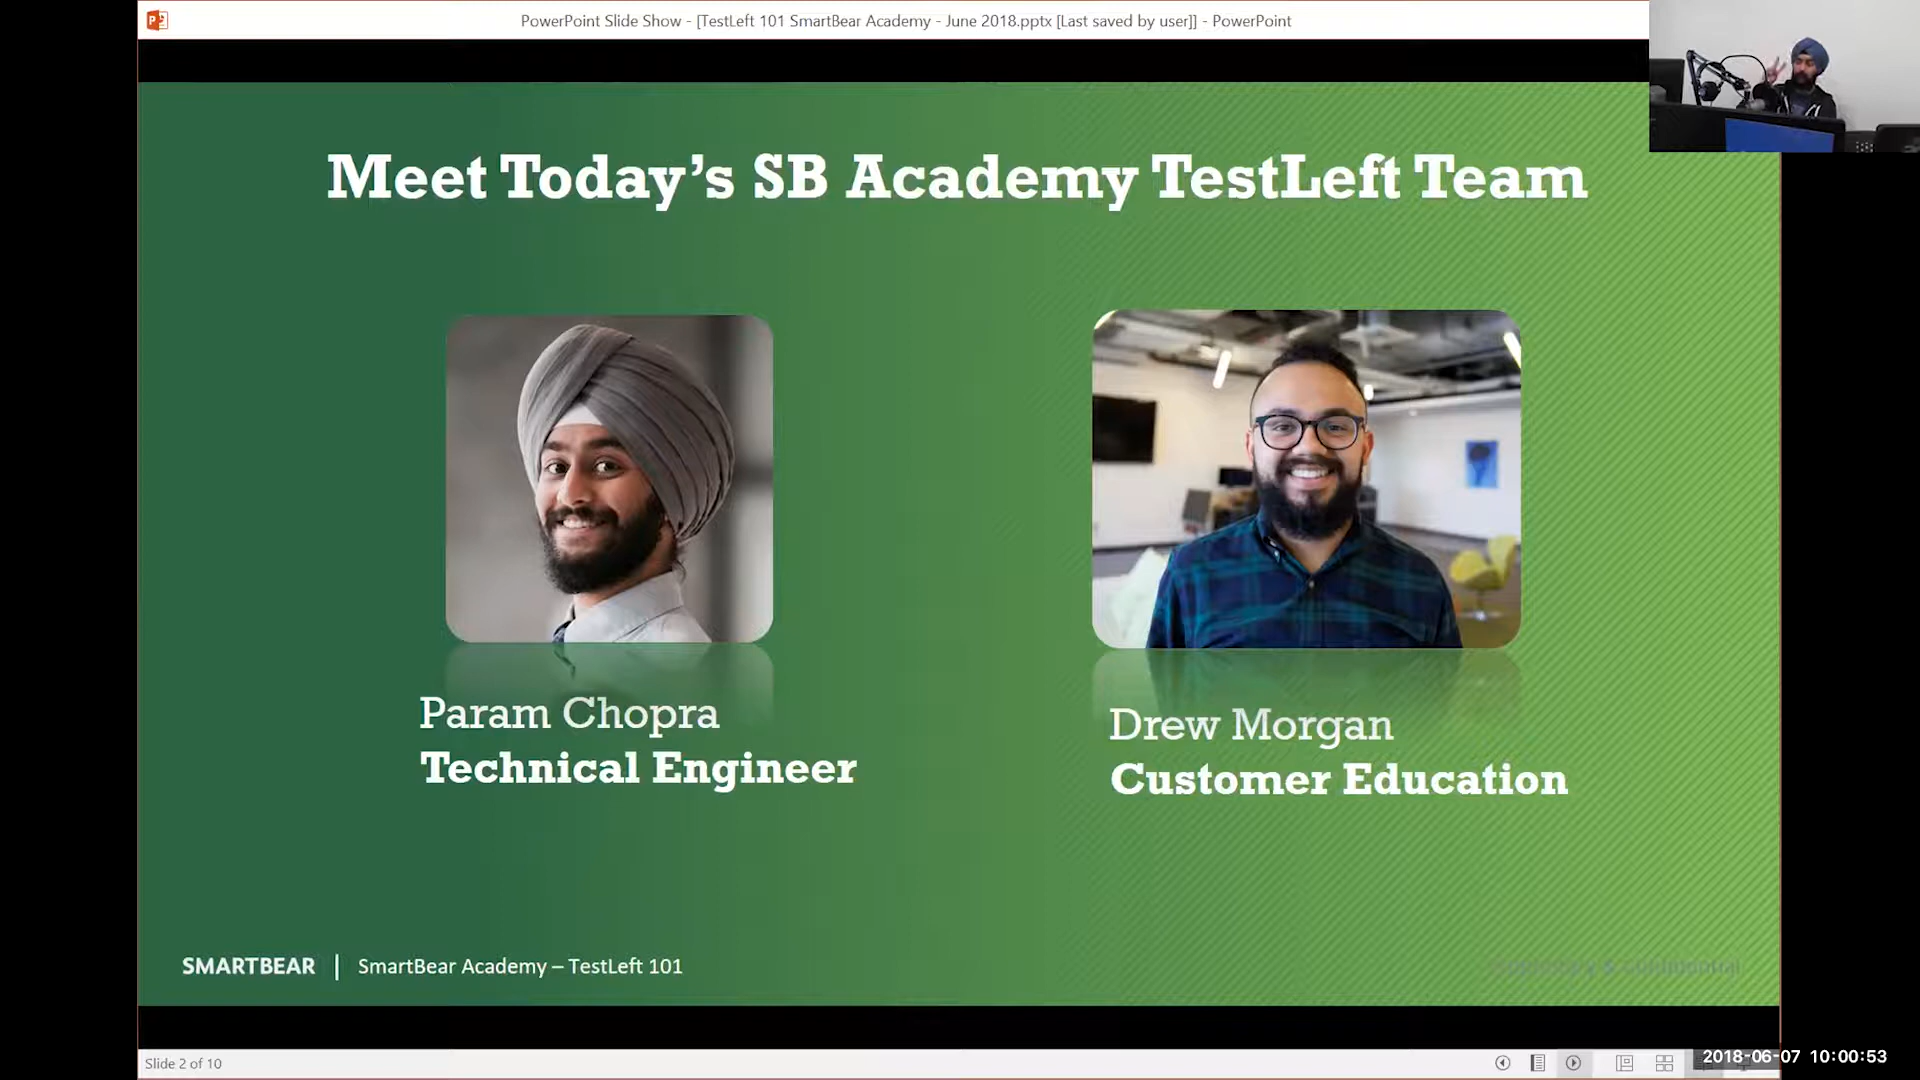 PowerPoint Slide Show - [TestLeft 101 SmartBear Academy - June 2018.pptx [Last saved by user]] - PowerPoint
Meet Today's SB Academy TestLeft Team
Param Chopra
Technical Engineer
Drew Morgan
Customer Education
SMARTBEAR | SmartBear Academy – TestLeft 101
Slide 2 of 10
2018-06-07 10:00:53